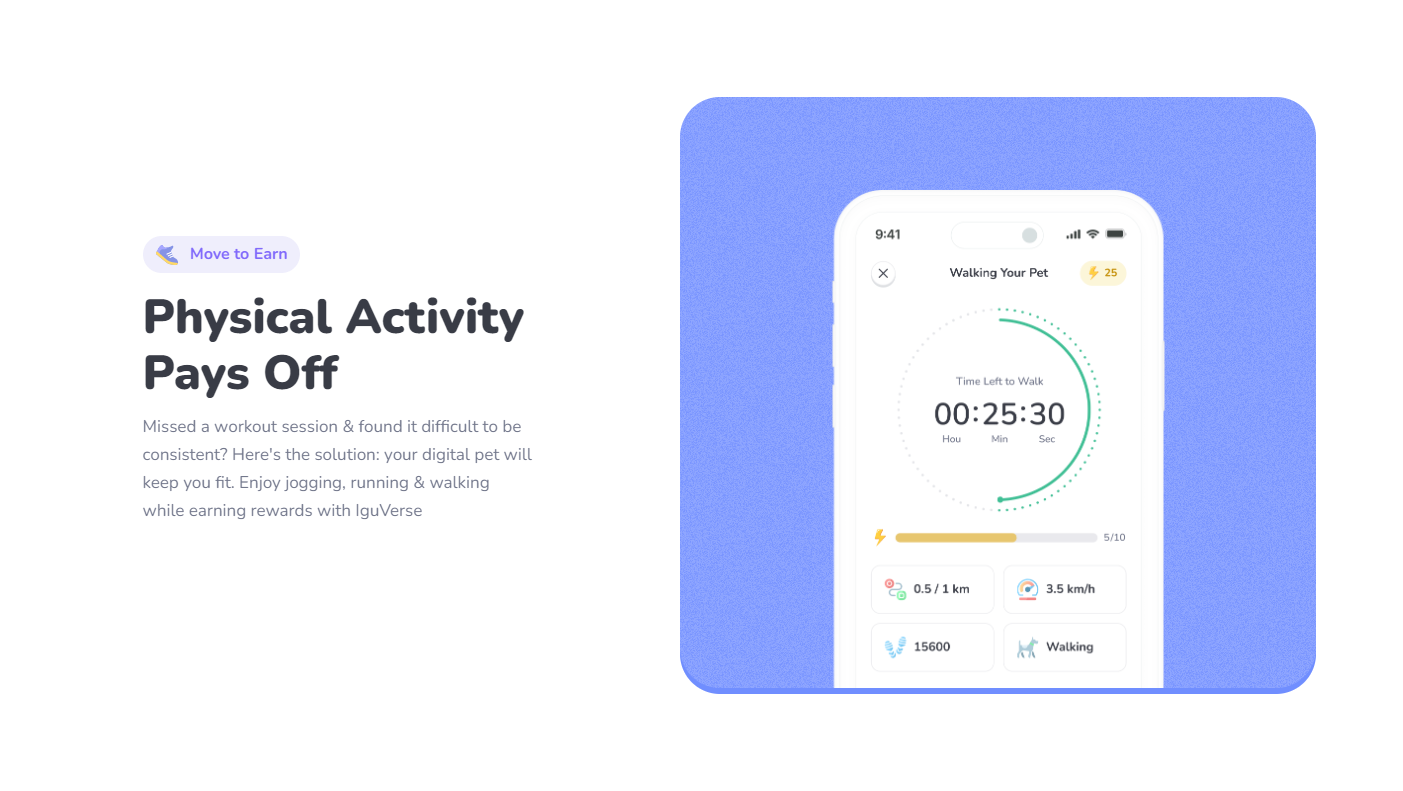 Move to Earn
Physical Activity
Pays Off
Missed a workout session & found it difficult to be
consistent? Here's the solution: your digital pet will
keep you fit. Enjoy jogging, running & walking
while earning rewards with IguVerse
9:41
Walking Your Pet
25
Time Left to Walk
00:25:30
Hou Min Sec
5/10
0.5 / 1 km
3.5 km/h
15600
Walking